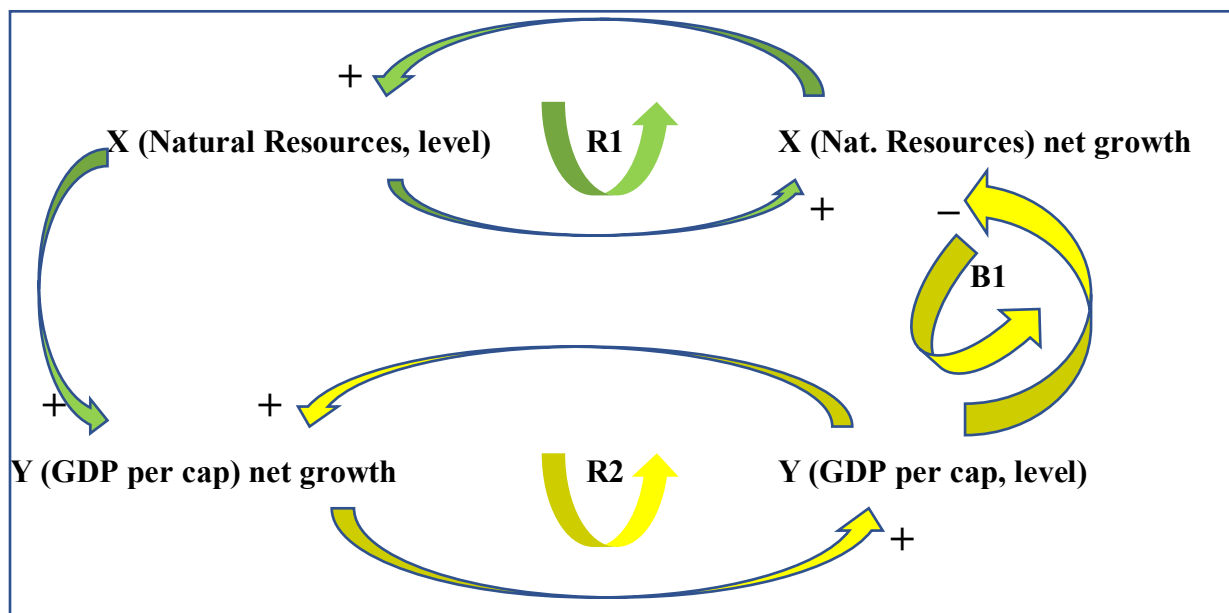 +
X (Natural Resources, level) R1 X (Nat. Resources) net growth
+ −
B1
+ +
Y (GDP per cap) net growth R2 Y (GDP per cap, level)
+